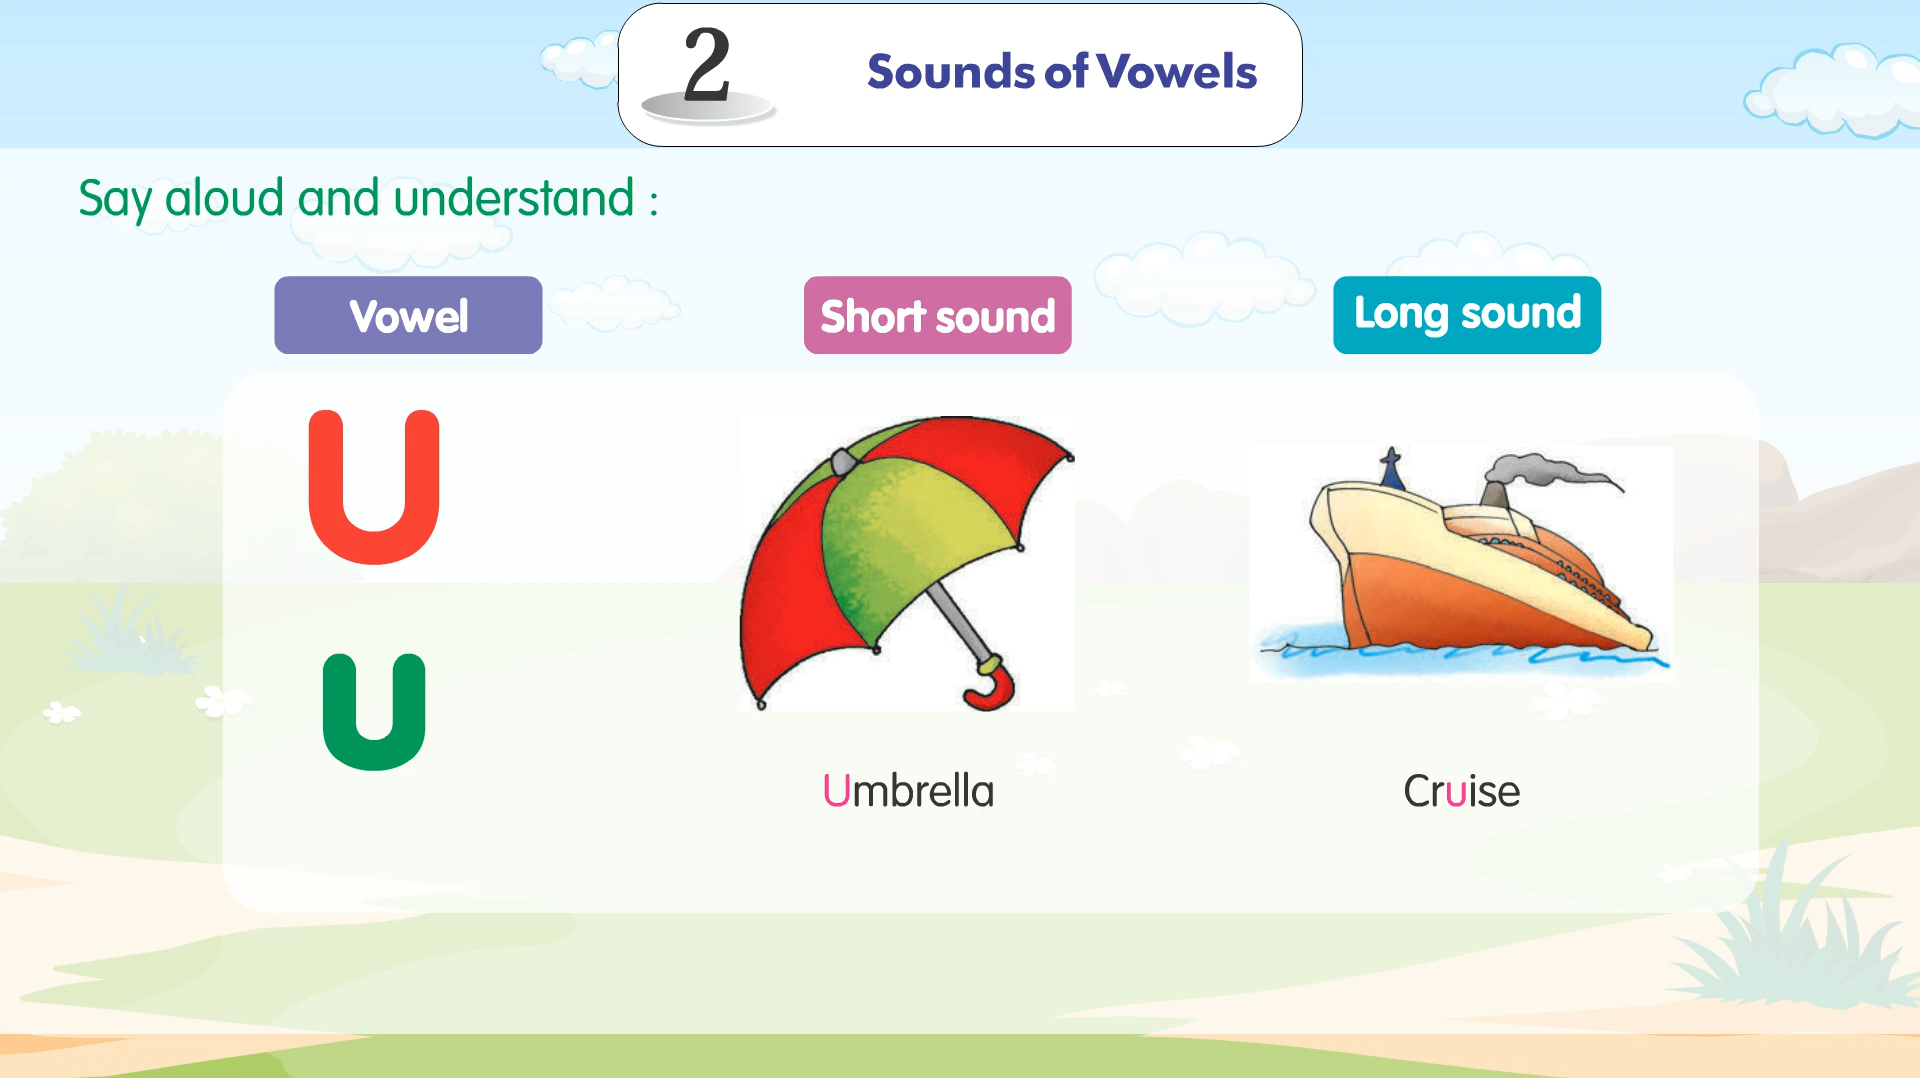 2
Sounds of Vowels
Say aloud and understand :
Vowel
Short sound
Long sound
U
u
Umbrella
Cruise